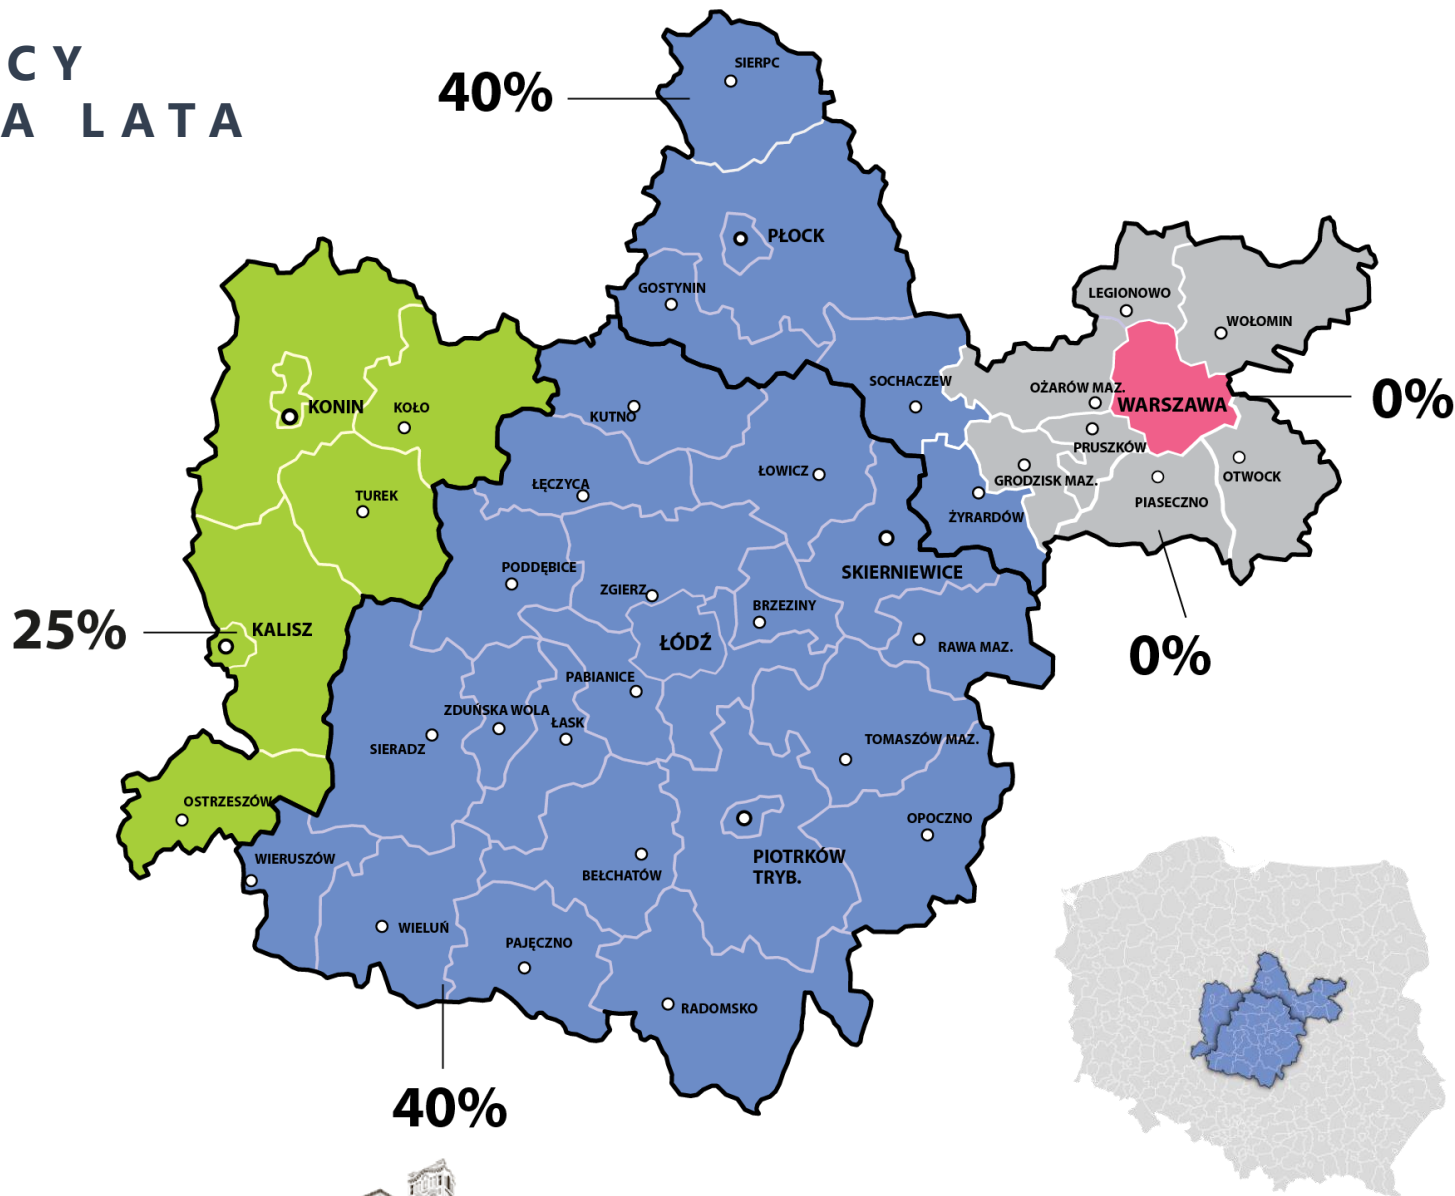 CY
A LATA
SIERPC
40%
PŁOCK
GOSTYNIN
LEGIONOWO
WOŁOMIN
SOCHACZEW
OŻARÓW MAZ.
WARSZAWA
0%
KONIN
KOŁO
KUTNO
PRUSZKÓW
ŁOWICZ
GRODZISK MAZ.
OTWOCK
ŁĘCZYCA
TUREK
PIASECZNO
ŻYRARDÓW
PODDĘBICE
SKIERNIEWICE
ZGIERZ
BRZEZINY
25%
KALISZ
ŁÓDŹ
RAWA MAZ.
0%
PABIANICE
ZDUŃSKA WOLA
ŁASK
SIERADZ
TOMASZÓW MAZ.
OSTRZESZÓW
OPOCZNO
WIERUSZÓW
PIOTRKÓW
TRYB.
BEŁCHATÓW
WIELUŃ
PAJĘCZNO
RADOMSKO
40%